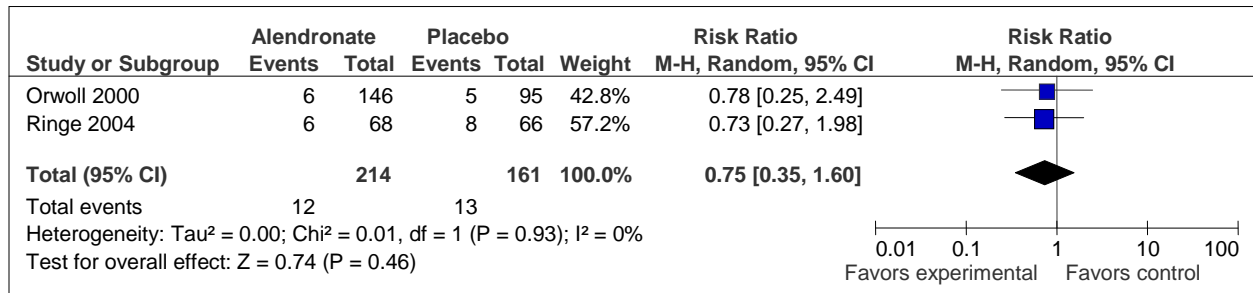 Alendronate Placebo Risk Ratio Risk Ratio
Study or Subgroup Events Total Events Total Weight M-H, Random, 95% CI M-H, Random, 95% CI
Orwoll 2000 6 146 5 95 42.8% 0.78 [0.25, 2.49]
Ringe 2004 6 68 8 66 57.2% 0.73 [0.27, 1.98]
Total (95% CI) 214 161 100.0% 0.75 [0.35, 1.60]
Total events 12 13
Heterogeneity: Tau² = 0.00; Chi² = 0.01, df = 1 (P = 0.93); I² = 0%
Test for overall effect: Z = 0.74 (P = 0.46)
0.01 0.1 1 10 100
Favors experimental Favors control